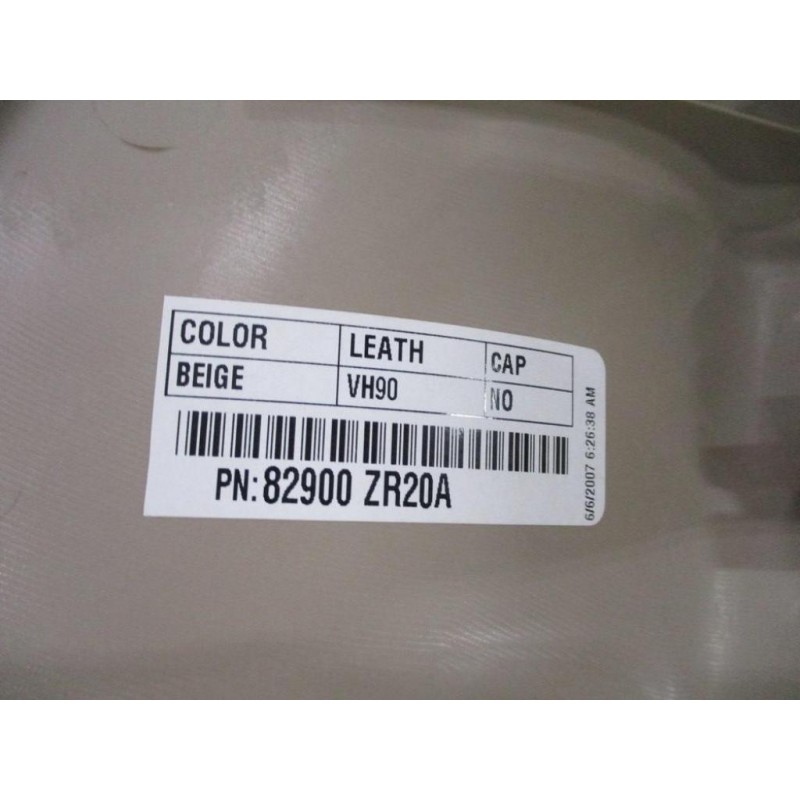 COLOR LEATH CAP
BEIGE VH90 NO
PN: 82900 ZR20A
6/6/2007 6:26:38 AM